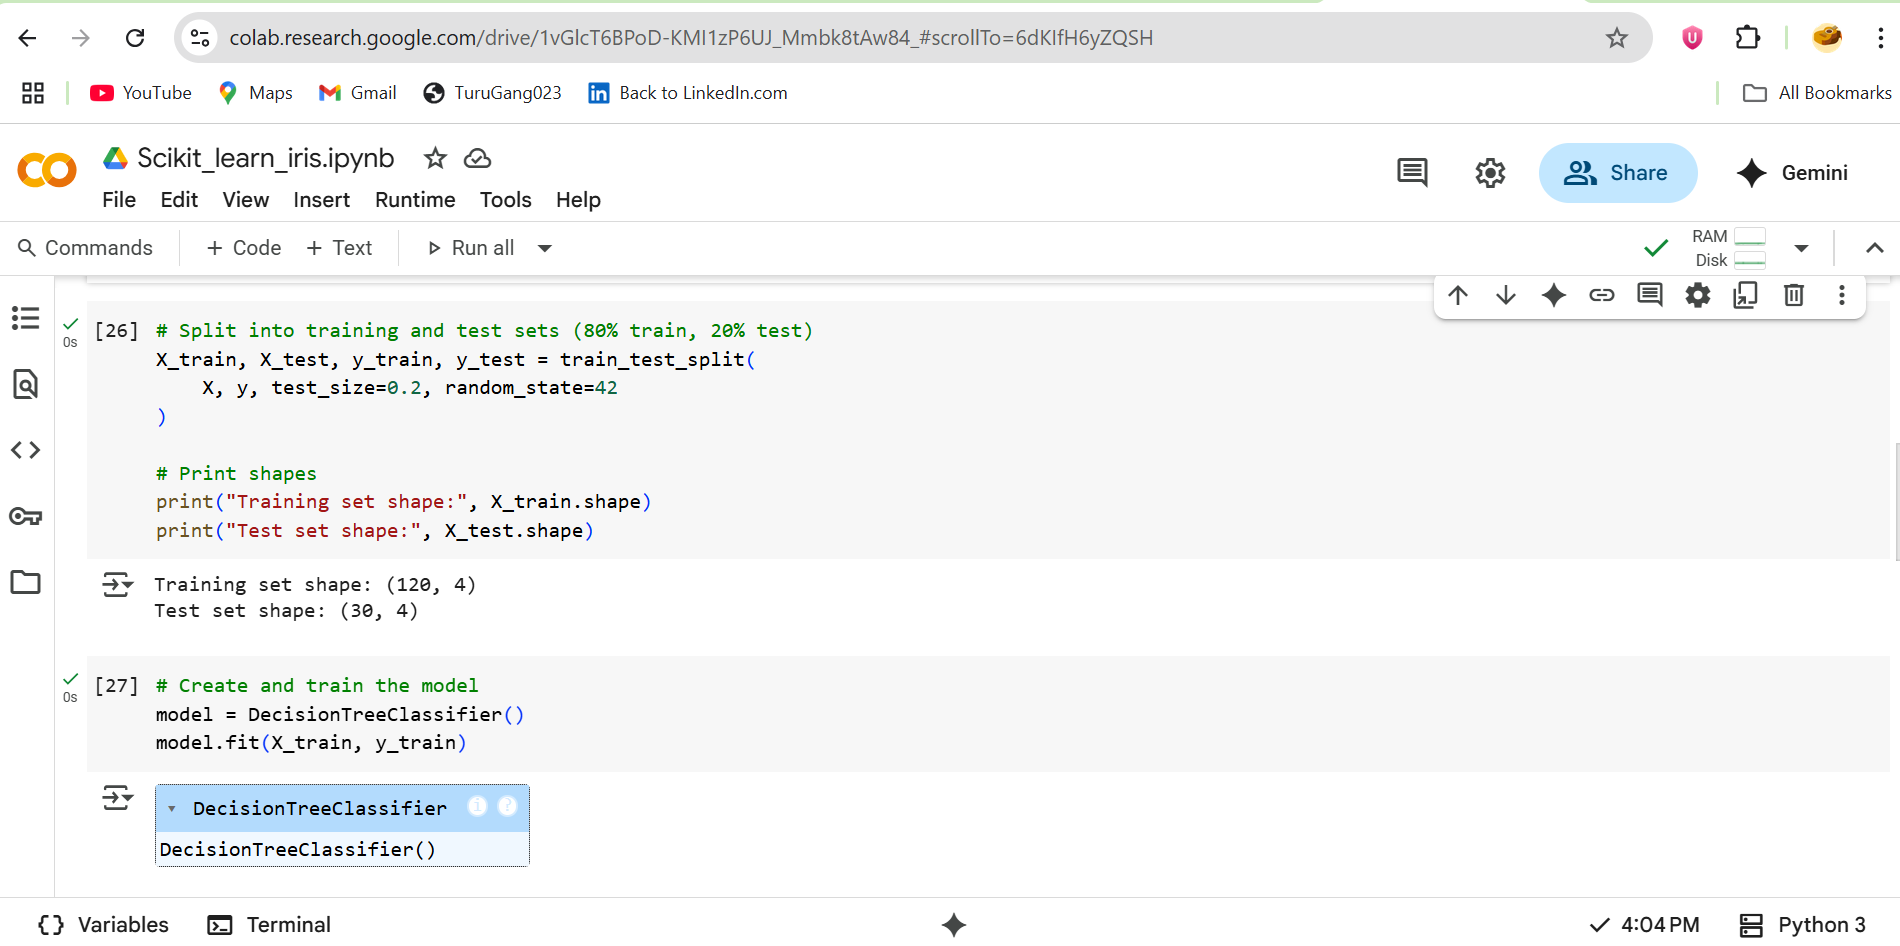 colab.research.google.com/drive/1vGlcT6BPoD-KMI1zP6UJ_Mmbk8tAw84_#scrollTo=6dKIfH6yZQSH
YouTube Maps Gmail TuruGang023 Back to LinkedIn.com All Bookmarks
Scikit_learn_iris.ipynb
File Edit View Insert Runtime Tools Help
Share Gemini
Commands + Code + Text Run all
RAM
Disk
0s
[26] # Split into training and test sets (80% train, 20% test)
X_train, X_test, y_train, y_test = train_test_split(
    X, y, test_size=0.2, random_state=42
)
# Print shapes
print("Training set shape:", X_train.shape)
print("Test set shape:", X_test.shape)
Training set shape: (120, 4)
Test set shape: (30, 4)
0s
[27] # Create and train the model
model = DecisionTreeClassifier()
model.fit(X_train, y_train)
DecisionTreeClassifier i ?
DecisionTreeClassifier()
Variables Terminal 4:04 PM Python 3